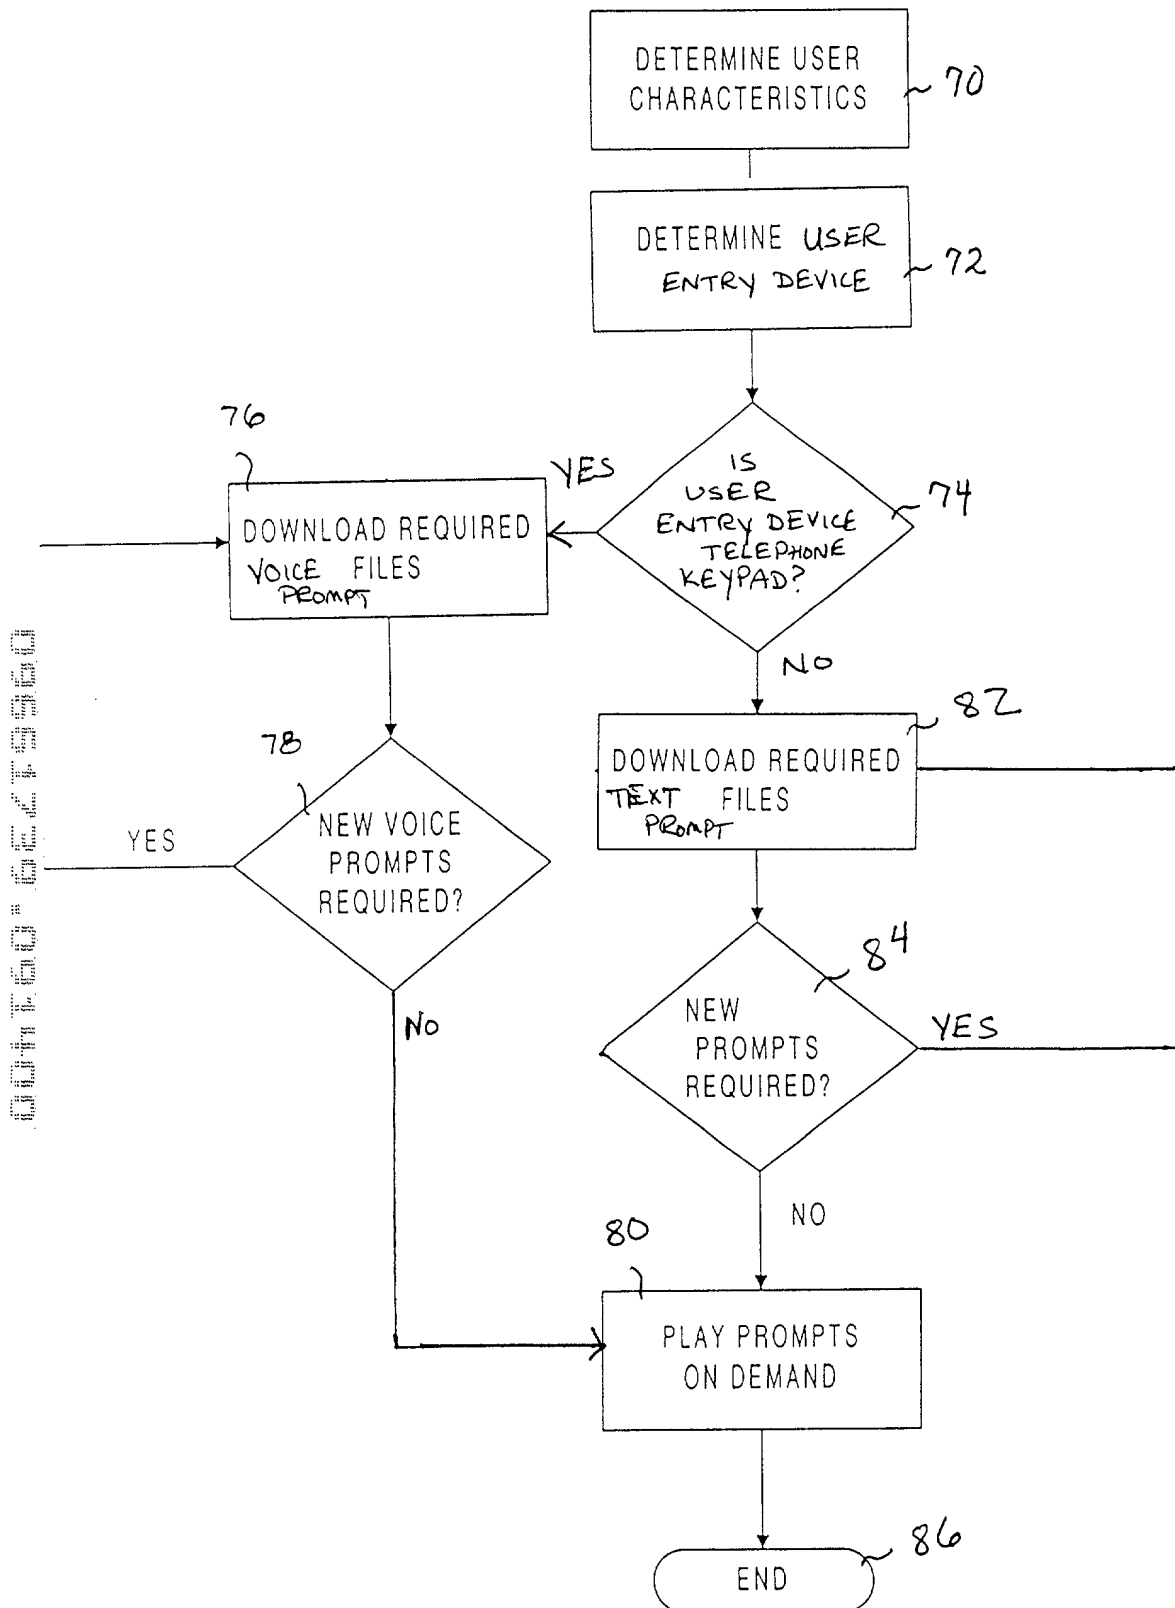 DETERMINE USER
CHARACTERISTICS
70
DETERMINE USER
ENTRY DEVICE
72
76
YES
IS
USER
ENTRY DEVICE
TELEPHONE
KEYPAD?
74
DOWNLOAD REQUIRED
VOICE FILES
PROMPT
NO
82
78
DOWNLOAD REQUIRED
TEXT FILES
PROMPT
YES
NEW VOICE
PROMPTS
REQUIRED?
84
NO
NEW
PROMPTS
REQUIRED?
YES
NO
80
PLAY PROMPTS
ON DEMAND
86
END